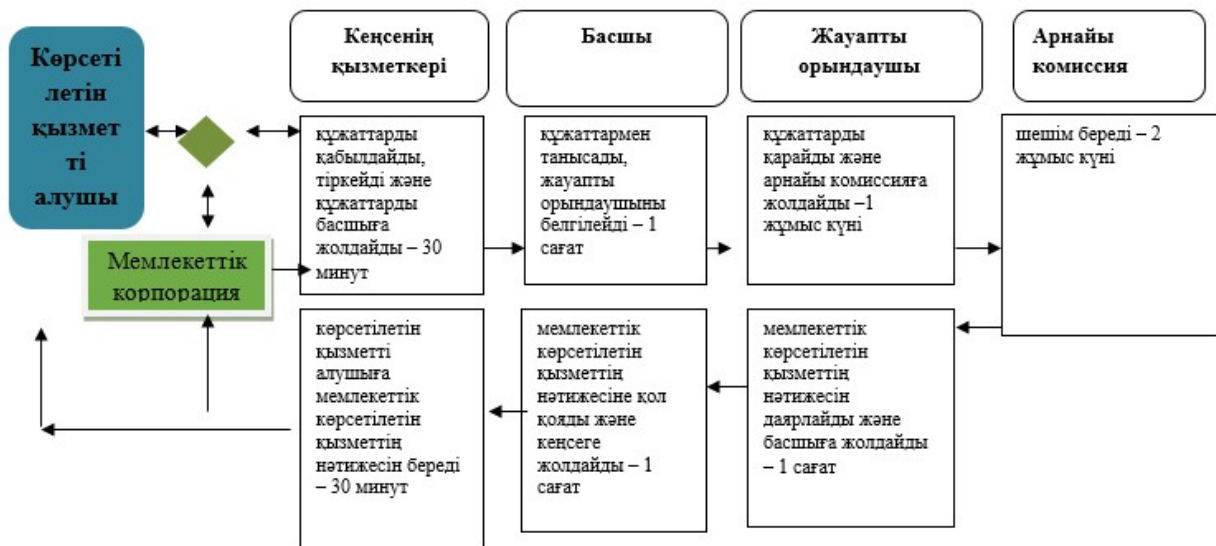 Көрсеті
летін
қызмет
ті
алушы
Мемлекеттік
корпорация
Кеңсенің
қызметкері
Басшы
Жауапты
орындаушы
Арнайы
комиссия
құжаттарды
қабылдайды,
тіркейді және
құжаттарды
басшыға
жолдайды – 30
минут
құжаттармен
танысады,
жауапты
орындаушыны
белгілейді – 1
сағат
құжаттарды
қарайды және
арнайы комиссияға
жолдайды –1
жұмыс күні
шешім береді – 2
жұмыс күні
көрсетілетін
қызметті
алушыға
мемлекеттік
көрсетілетін
қызметтің
нәтижесін береді
– 30 минут
мемлекеттік
көрсетілетін
қызметтің
нәтижесіне қол
қояды және
кеңсеге
жолдайды – 1
сағат
мемлекеттік
көрсетілетін
қызметтің
нәтижесін
даярлайды және
басшыға жолдайды
– 1 сағат